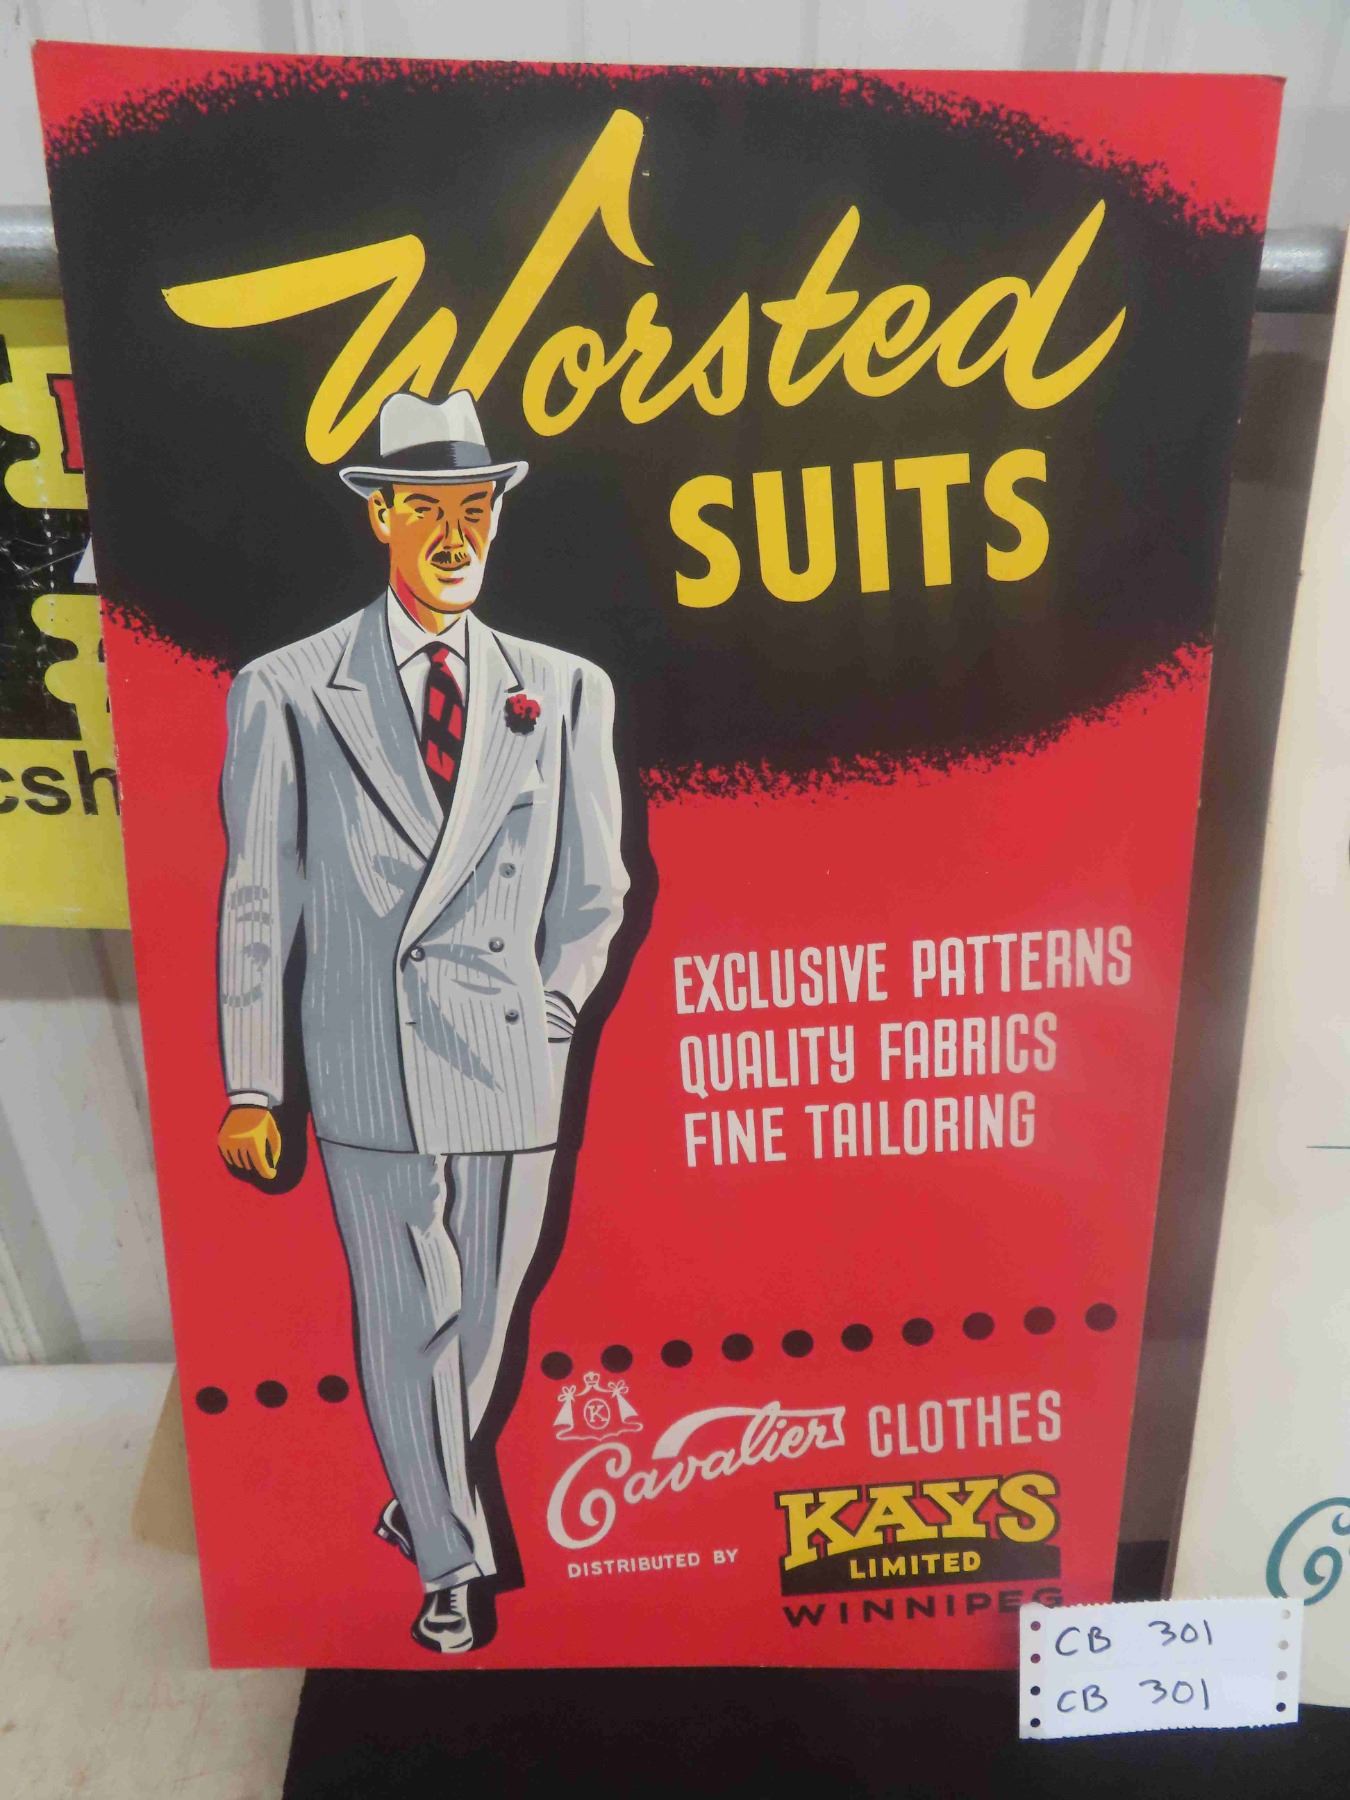 Worsted
SUITS
EXCLUSIVE PATTERNS
QUALITY FABRICS
FINE TAILORING
K
Cavalier CLOTHES
DISTRIBUTED BY
KAYS
LIMITED
WINNIPEG
csh
CB 301
CB 301